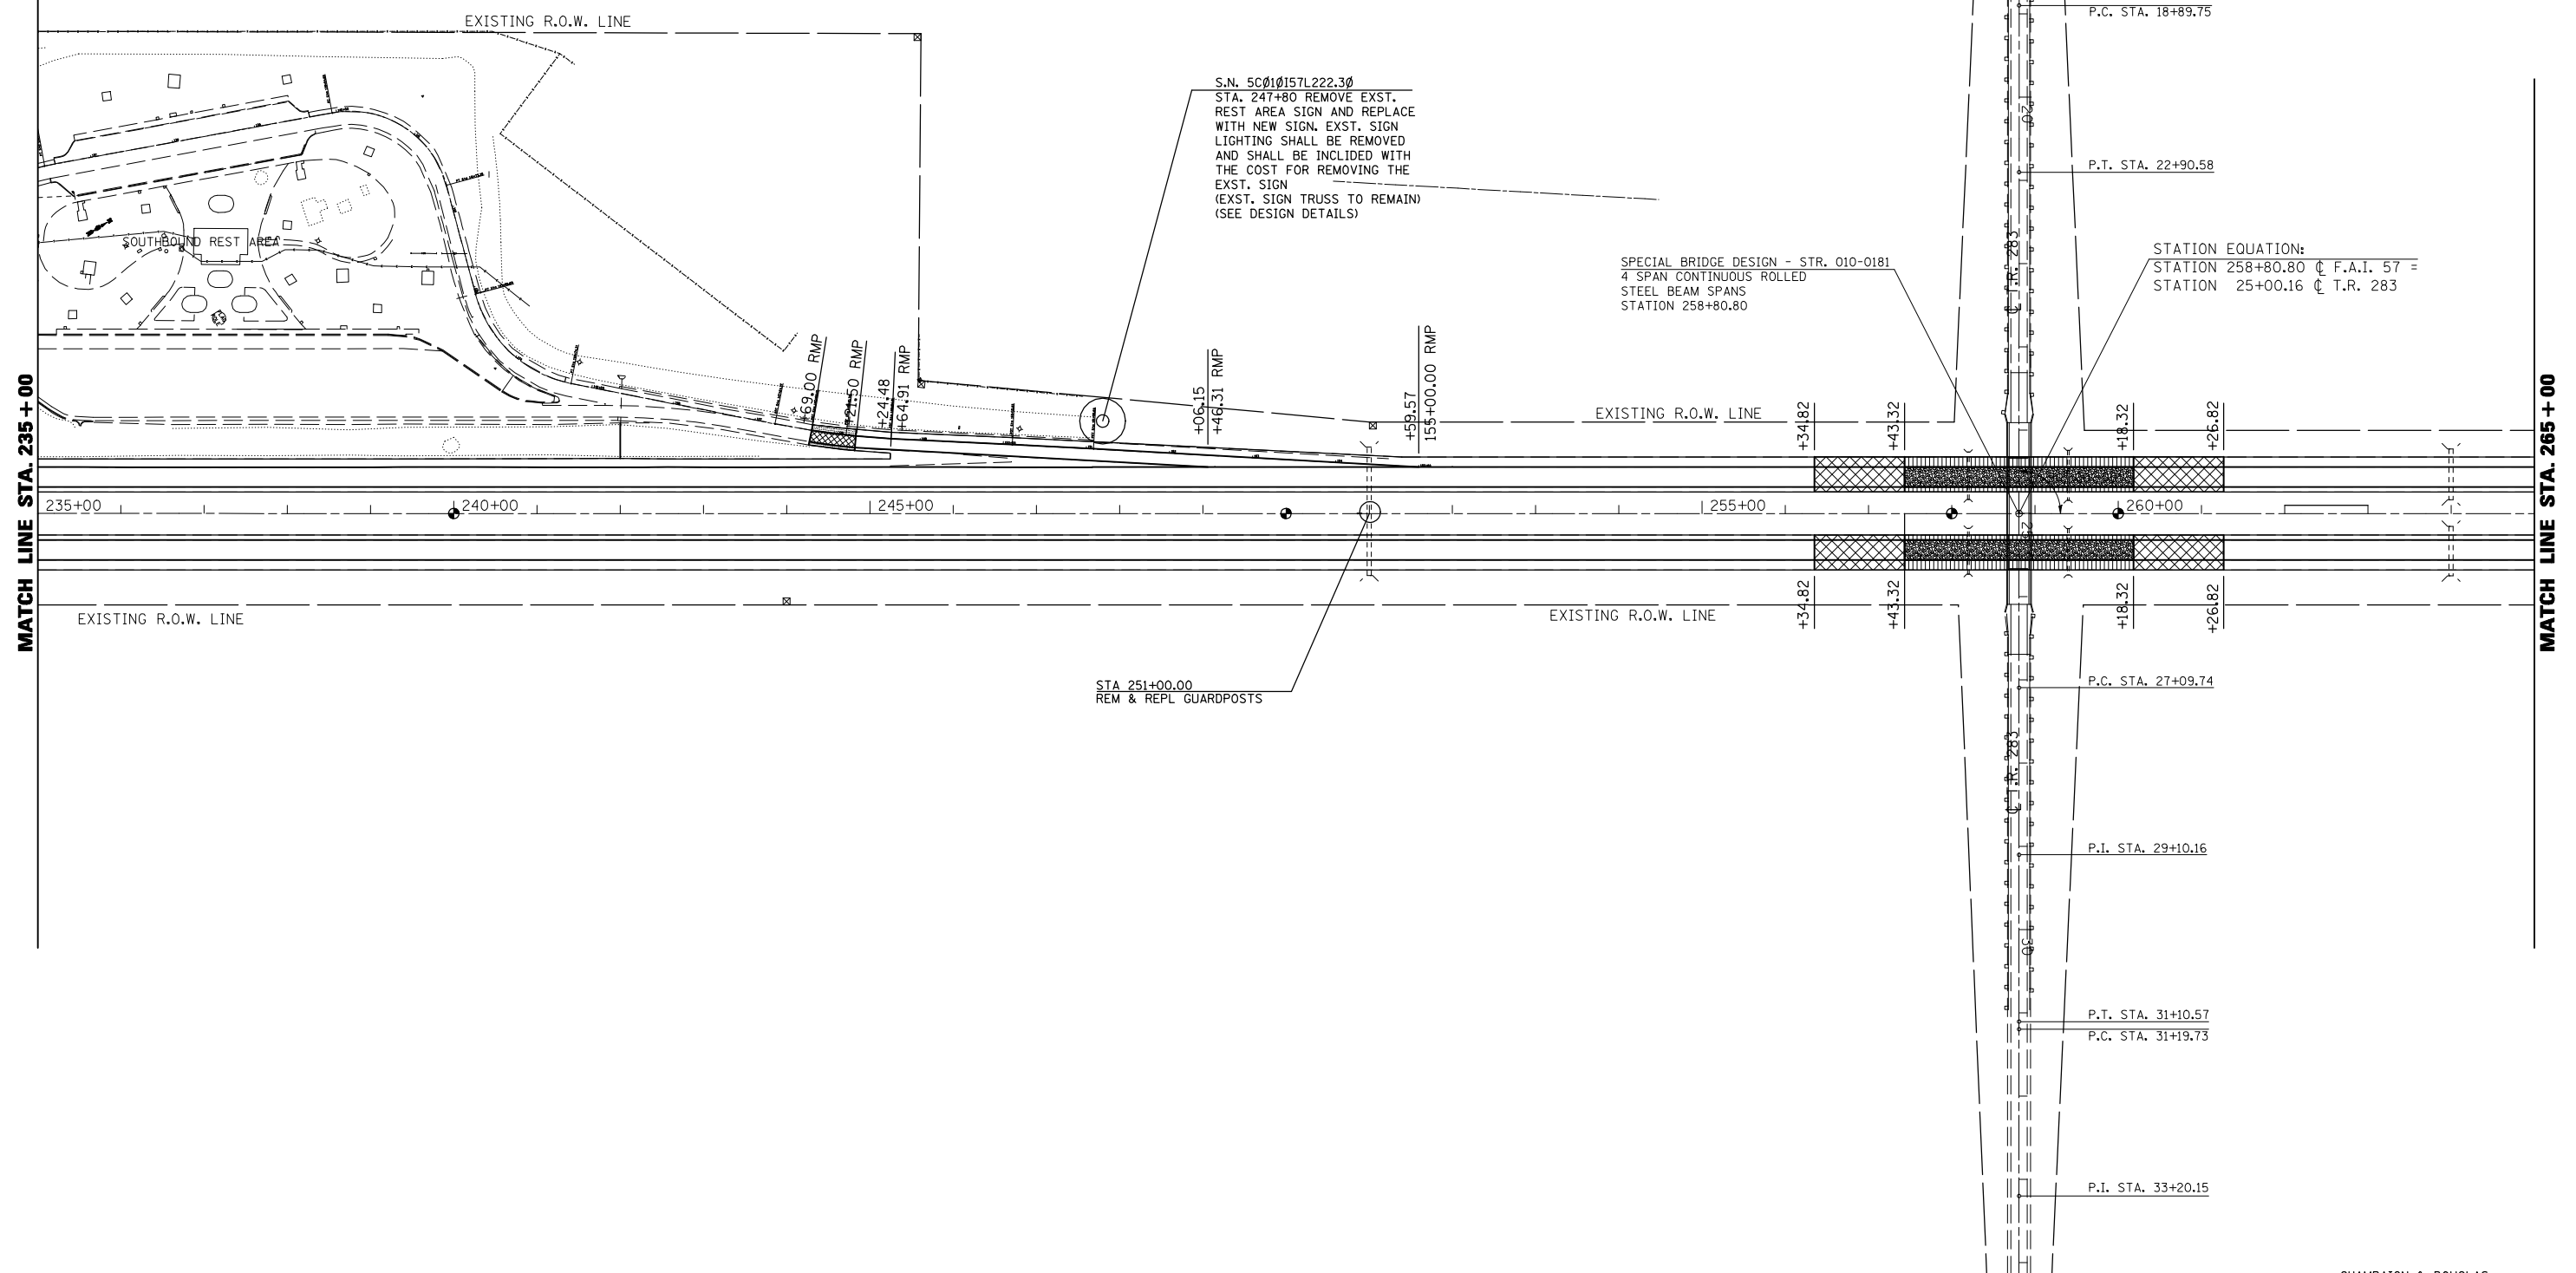 EXISTING R.O.W. LINE
P.C. STA. 18+89.75
S.N. 5CØ1ØI57L222.3Ø
STA. 247+80 REMOVE EXST.
REST AREA SIGN AND REPLACE
WITH NEW SIGN. EXST. SIGN
LIGHTING SHALL BE REMOVED
AND SHALL BE INCLIDED WITH
THE COST FOR REMOVING THE
EXST. SIGN
(EXST. SIGN TRUSS TO REMAIN)
(SEE DESIGN DETAILS)
20
P.T. STA. 22+90.58
SOUTHBOUND REST AREA
℄ T.R. 283
SPECIAL BRIDGE DESIGN - STR. 010-0181
4 SPAN CONTINUOUS ROLLED
STEEL BEAM SPANS
STATION 258+80.80
STATION EQUATION:
STATION 258+80.80 ℄ F.A.I. 57 =
STATION 25+00.16 ℄ T.R. 283
MATCH LINE STA. 235+00
+69.00 RMP
+21.50 RMP
+24.48
+64.91 RMP
+06.15
+46.31 RMP
+59.57
155+00.00 RMP
EXISTING R.O.W. LINE
+34.82
+43.32
+18.32
+26.82
MATCH LINE STA. 265+00
235+00
240+00
245+00
255+00
260+00
+34.82
+43.32
+18.32
+26.82
EXISTING R.O.W. LINE
EXISTING R.O.W. LINE
STA 251+00.00
REM & REPL GUARDPOSTS
P.C. STA. 27+09.74
℄ T.R. 283
P.I. STA. 29+10.16
30
P.T. STA. 31+10.57
P.C. STA. 31+19.73
P.I. STA. 33+20.15